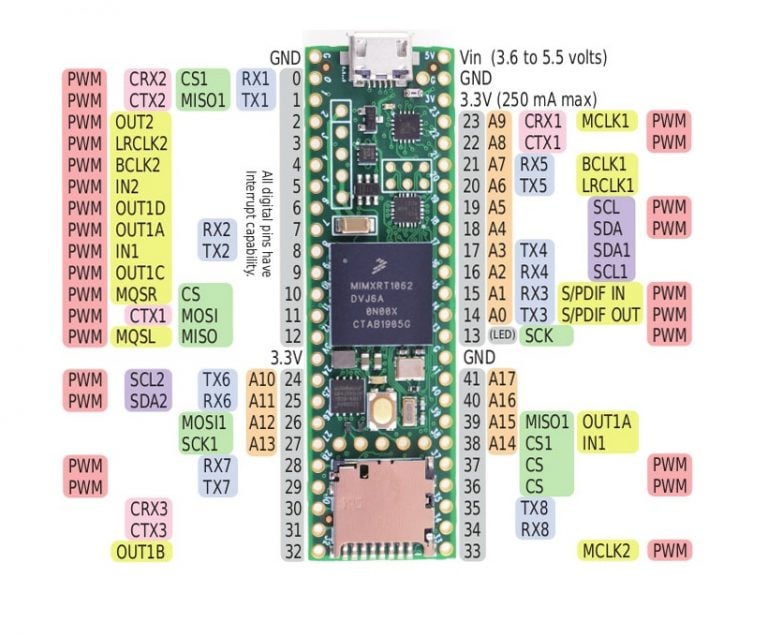 GND Vin (3.6 to 5.5 volts)
PWM CRX2 CS1 RX1 0 GND
PWM CTX2 MISO1 TX1 1 3.3V (250 mA max)
PWM OUT2 2 23 A9 CRX1 MCLK1 PWM
PWM LRCLK2 3 22 A8 CTX1 PWM
PWM BCLK2 4 21 A7 RX5 BCLK1
PWM IN2 5 20 A6 TX5 LRCLK1
PWM OUT1D 6 19 A5 SCL PWM
PWM OUT1A RX2 7 18 A4 SDA PWM
PWM IN1 TX2 8 17 A3 TX4 SDA1
PWM OUT1C 9 16 A2 RX4 SCL1
PWM MQSR CS 10 15 A1 RX3 S/PDIF IN PWM
PWM CTX1 MOSI 11 14 A0 TX3 S/PDIF OUT PWM
PWM MQSL MISO 12 13 (LED) SCK PWM
3.3V GND
PWM SCL2 TX6 A10 24 41 A17
PWM SDA2 RX6 A11 25 40 A16
MOSI1 A12 26 39 A15 MISO1 OUT1A
SCK1 A13 27 38 A14 CS1 IN1
PWM RX7 28 37 CS PWM
PWM TX7 29 36 CS PWM
CRX3 30 35 TX8
CTX3 31 34 RX8
OUT1B 32 33 MCLK2 PWM
All digital pins have
Interrupt capability.
MIMXRT1062
DVJ6A
0N00X
CTAB1905G